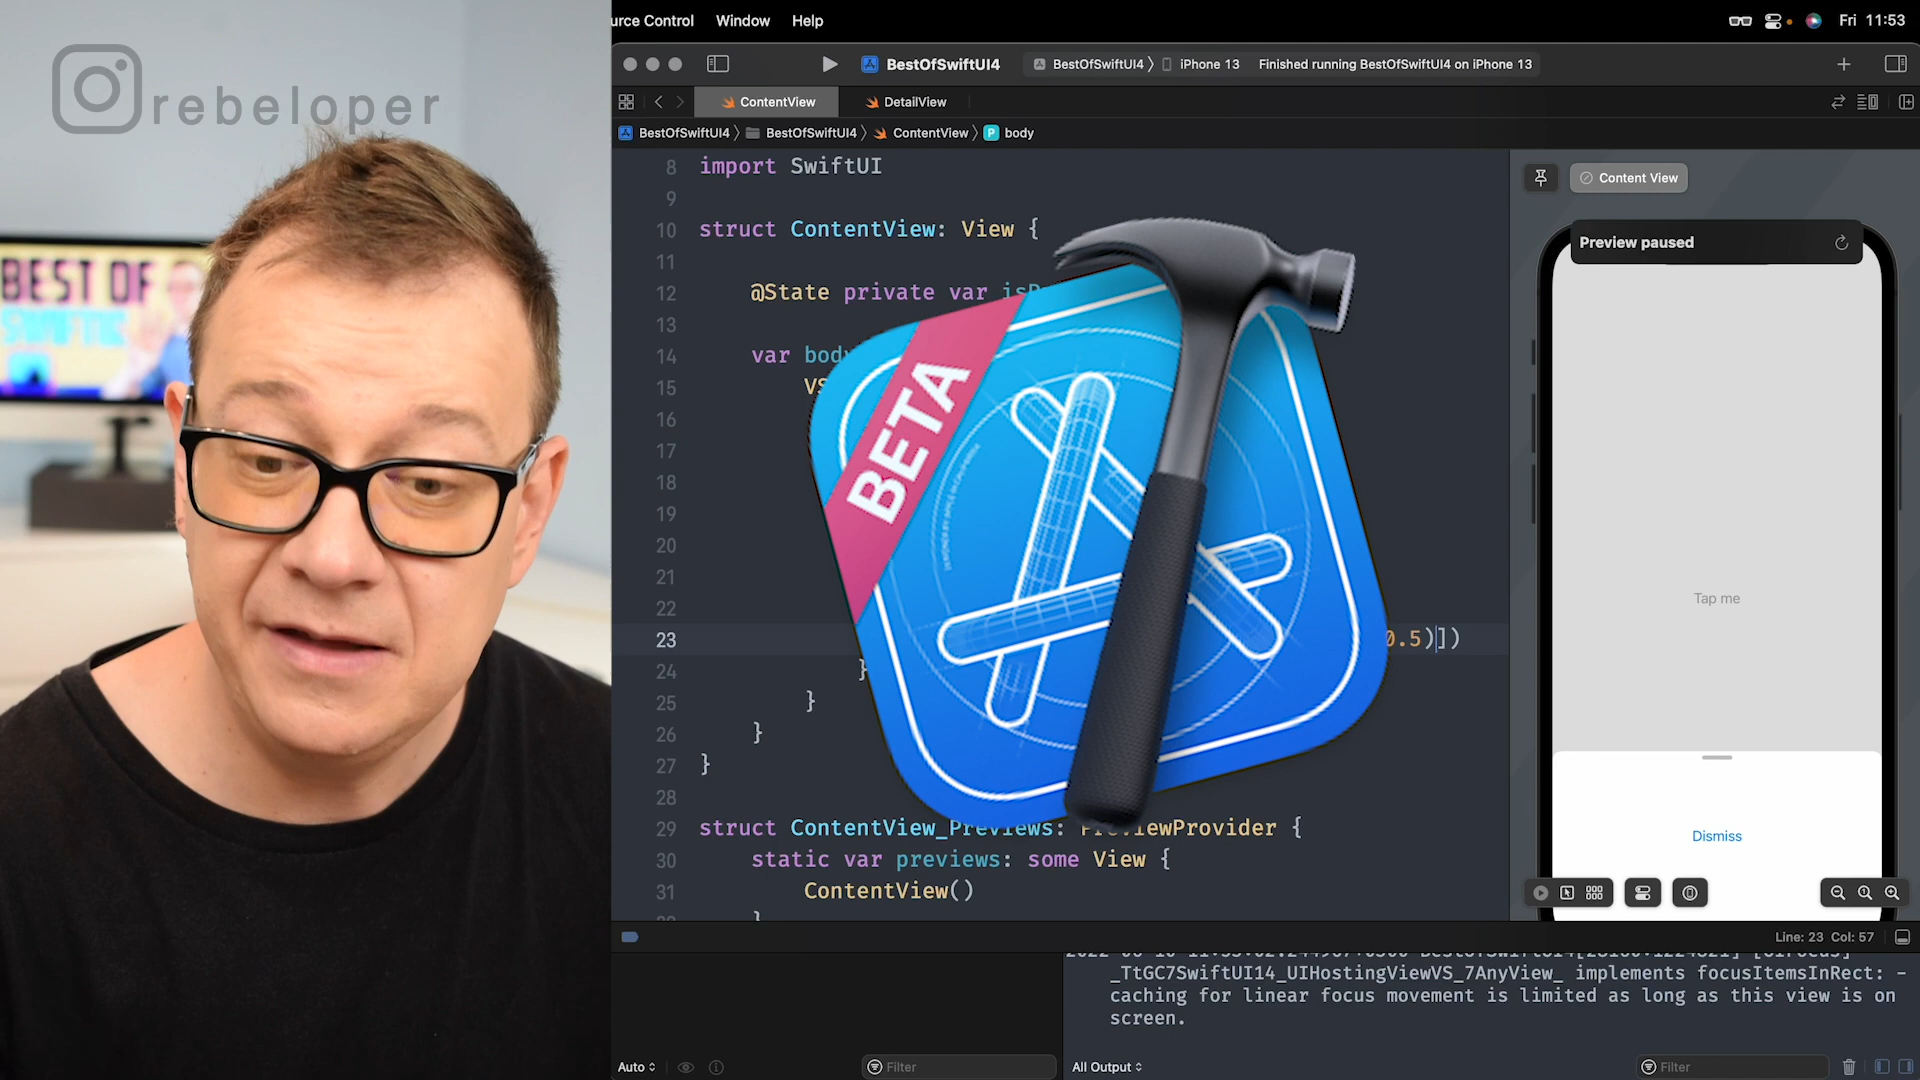 urce Control Window Help Fri 11:53
rebeloper
BestOfSwiftUI4 BestOfSwiftUI4 iPhone 13 Finished running BestOfSwiftUI4 on iPhone 13
ContentView DetailView
BestOfSwiftUI4 BestOfSwiftUI4 ContentView P body
8 import SwiftUI
9
10 struct ContentView: View {
11
12 @State private var
13
14 var body
15
16
17
18
19
20
21
22
23 0.5)])
24 }
25 }
26 }
27 }
28
29 struct ContentView_Previews: PreviewProvider {
30 static var previews: some View {
31 ContentView()
}
BEST OF
BETA
Content View
Preview paused
Tap me
Dismiss
Line: 23 Col: 57
_TtGC7SwiftUI14_UIHostingViewVS_7AnyView_ implements focusItemsInRect: -
caching for linear focus movement is limited as long as this view is on
screen.
Auto Filter All Output Filter